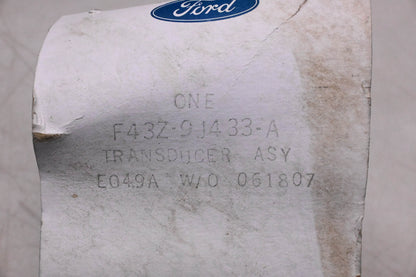 Ford
ONE
F43Z-9J433-A
TRANSDUCER ASY
E049A W/O 061807